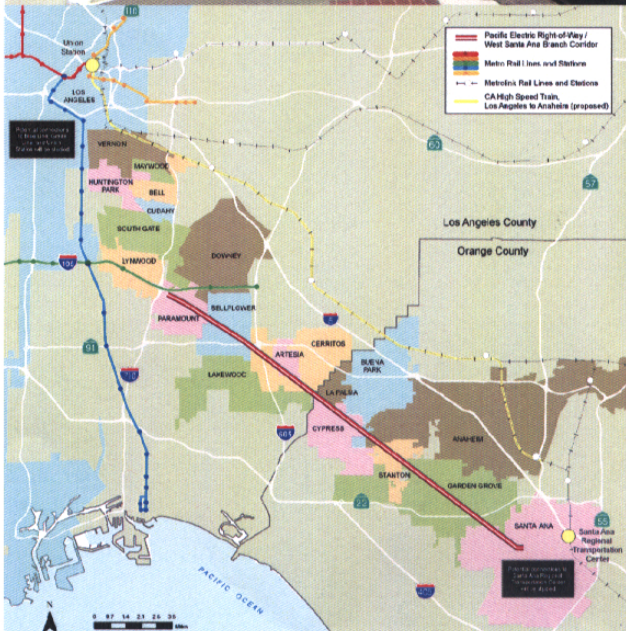 Pacific Electric Right-of-Way /
West Santa Ana Branch Corridor
Metro Rail Lines and Stations
Metrolink Rail Lines and Stations
CA High Speed Train,
Los Angeles to Anaheim (proposed)
110
Union
Station
LOS
ANGELES
VERNON
MAYWOOD
HUNTINGTON
PARK
BELL
CUDAHY
SOUTH GATE
LYNWOOD
DOWNEY
60
57
Los Angeles County
Orange County
105
PARAMOUNT
BELLFLOWER
5
91
710
LAKEWOOD
ARTESIA
CERRITOS
BUENA
PARK
LA PALMA
605
CYPRESS
ANAHEIM
STANTON
22
GARDEN GROVE
SANTA ANA
55
Santa Ana
Regional
Transportation
Center
405
PACIFIC OCEAN
N
Miles